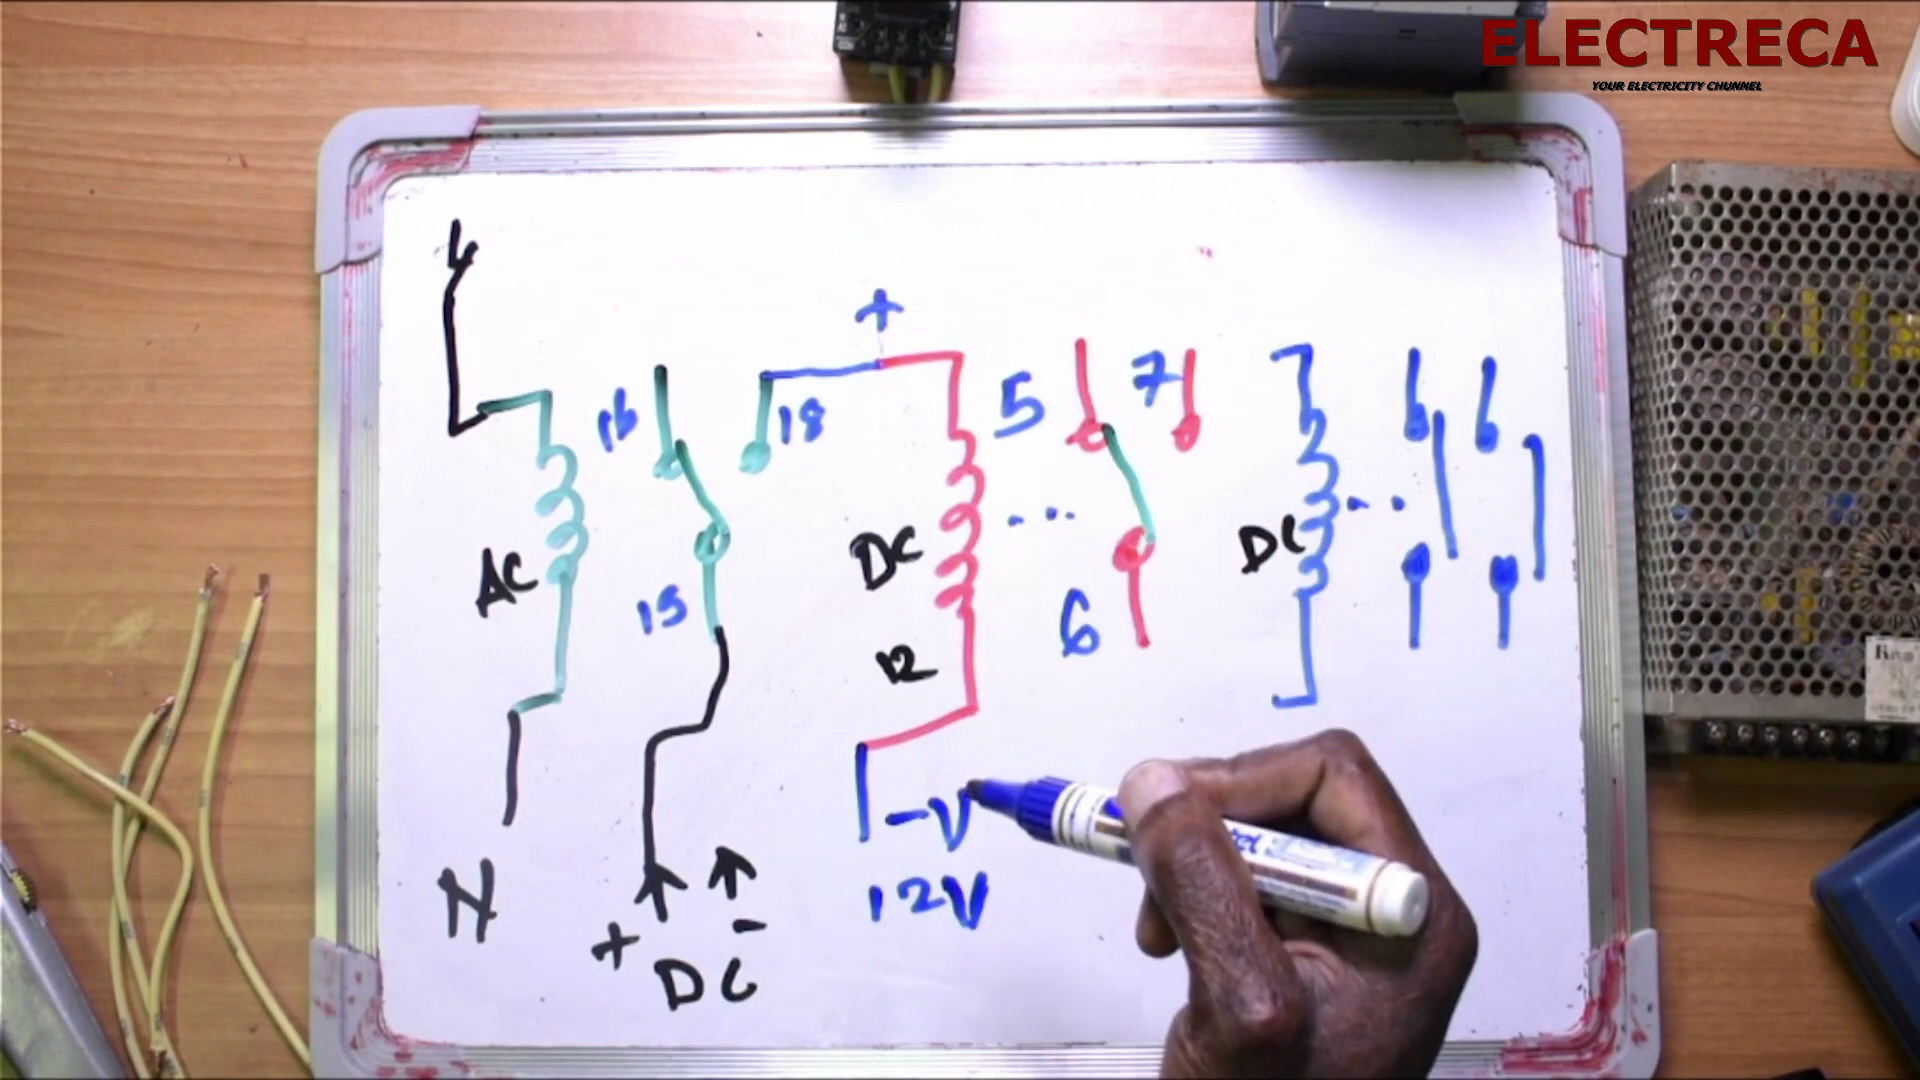 ELECTRECA
YOUR ELECTRICITY CHUNNEL
+
16
18
5
7
AC
DC
DC
15
12
6
-V
12V
N
+
-
DC